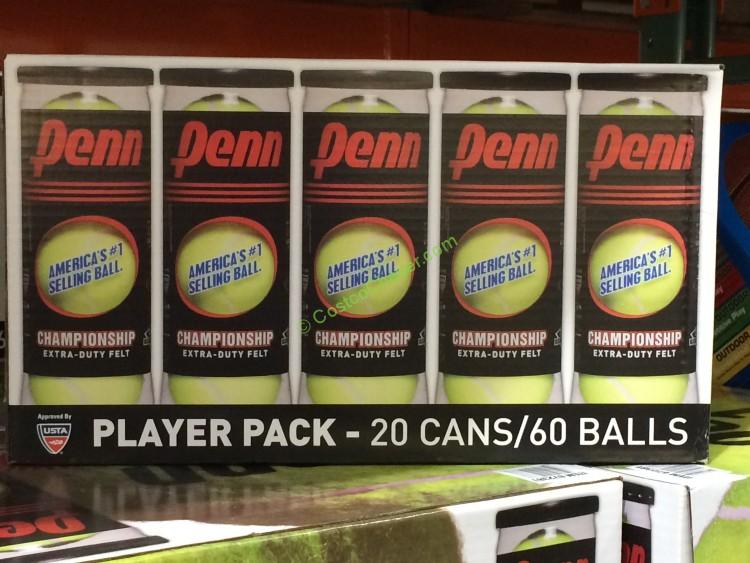 Penn Penn Penn Penn Penn
AMERICA'S #1 AMERICA'S #1 AMERICA'S #1 AMERICA'S #1 AMERICA'S #1
SELLING BALL. SELLING BALL. SELLING BALL. SELLING BALL. SELLING BALL.
CHAMPIONSHIP CHAMPIONSHIP CHAMPIONSHIP CHAMPIONSHIP CHAMPIONSHIP
EXTRA-DUTY FELT EXTRA-DUTY FELT EXTRA-DUTY FELT EXTRA-DUTY FELT EXTRA-DUTY FELT
Approved By
USTA
PLAYER PACK - 20 CANS/60 BALLS
OUTDOOR
Penn